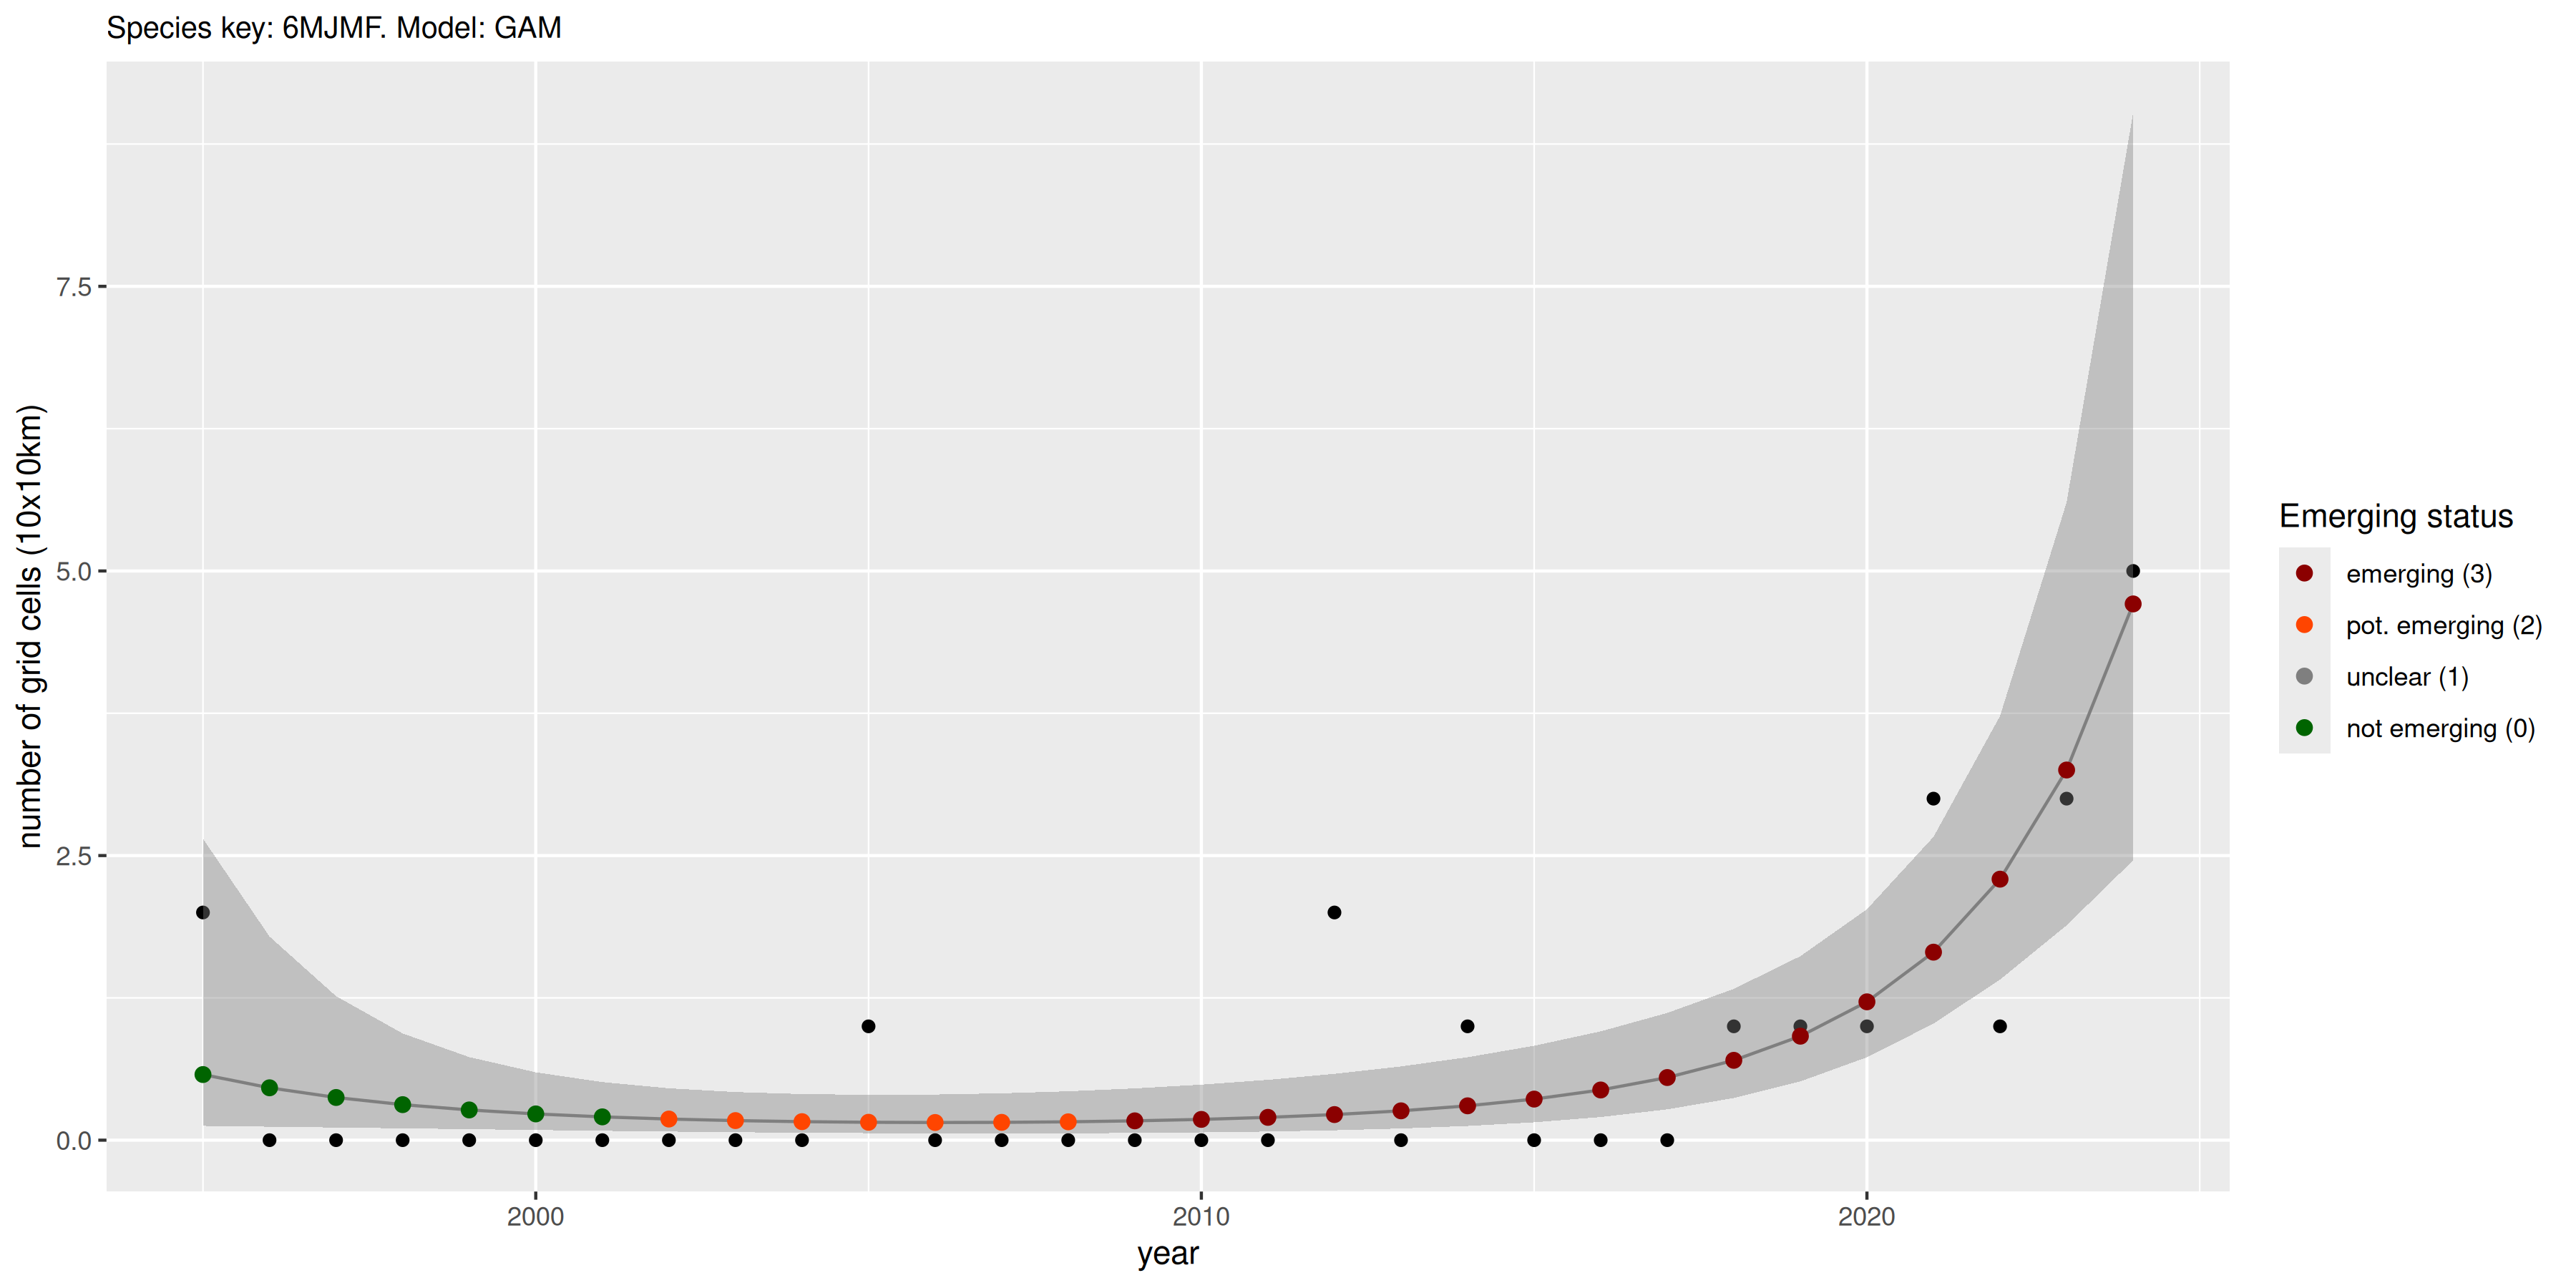 Species key: 6MJMF. Model: GAM
number of grid cells (10x10km)
7.5
5.0
2.5
0.0
2000
2010
2020
year
Emerging status
emerging (3)
pot. emerging (2)
unclear (1)
not emerging (0)